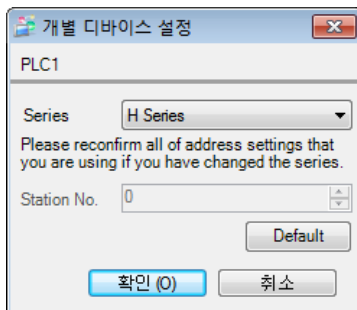 개별 디바이스 설정
PLC1
Series H Series
Please reconfirm all of address settings that
you are using if you have changed the series.
Station No. 0
Default
확인 (O) 취소